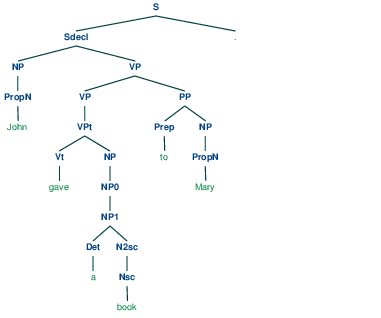 S
Sdecl .
NP VP
PropN VP PP
John VPt Prep NP
Vt NP to PropN
gave NP0 Mary
NP1
Det N2sc
a Nsc
book